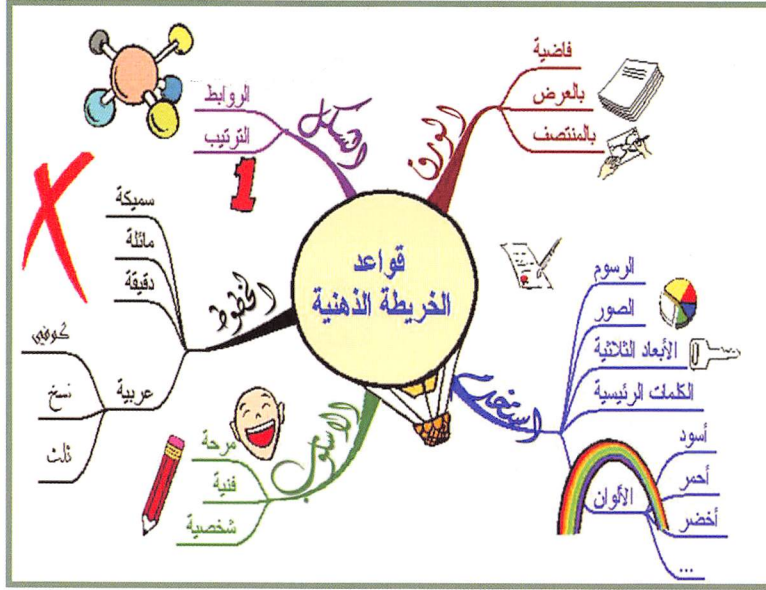 قواعد
الخريطة الذهنية
الورق
فاضية
بالعرض
بالمنتصف
استخدم
الرسوم
الصور
الأبعاد الثلاثية
الكلمات الرئيسية
الألوان
أسود
أحمر
أخضر
...
الاسلوب
مرحة
فنية
شخصية
الخطوط
سميكة
مائلة
دقيقة
عربية
كوفي
نسخ
ثلث
الشكل
الروابط
الترتيب
1